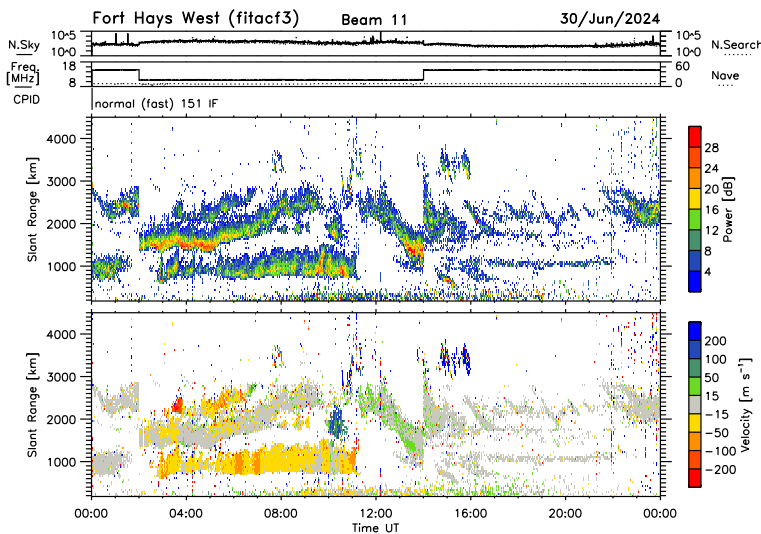 Fort Hays West (fitacf3) Beam 11 30/Jun/2024
N.Sky 10^5 10^0 10^5 10^0 N.Search
Freq. [MHz] 18 8 60 0 Nave
CPID normal (fast) 151 IF
Slant Range [km] 4000 3000 2000 1000
28 24 20 16 12 8 4 Power [dB]
Slant Range [km] 4000 3000 2000 1000
200 100 50 15 -15 -50 -100 -200 Velocity [m s^-1]
00:00 04:00 08:00 12:00 16:00 20:00 00:00
Time UT